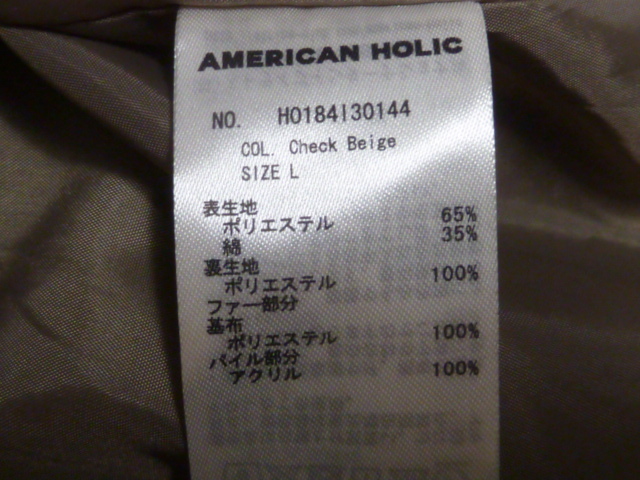 AMERICAN HOLIC
NO. H0184I30144
COL. Check Beige
SIZE L
表生地
ポリエステル 65%
綿 35%
裏生地
ポリエステル 100%
ファー部分
基布
ポリエステル 100%
パイル部分
アクリル 100%